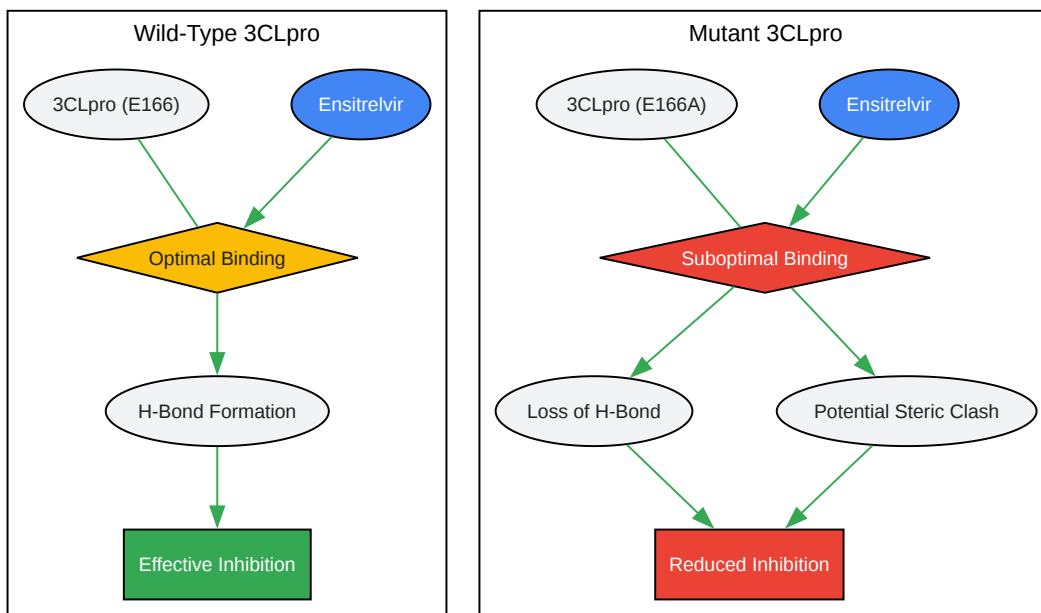 Wild-Type 3CLpro
3CLpro (E166)
Ensitrelvir
Optimal Binding
H-Bond Formation
Effective Inhibition
Mutant 3CLpro
3CLpro (E166A)
Ensitrelvir
Suboptimal Binding
Loss of H-Bond
Potential Steric Clash
Reduced Inhibition